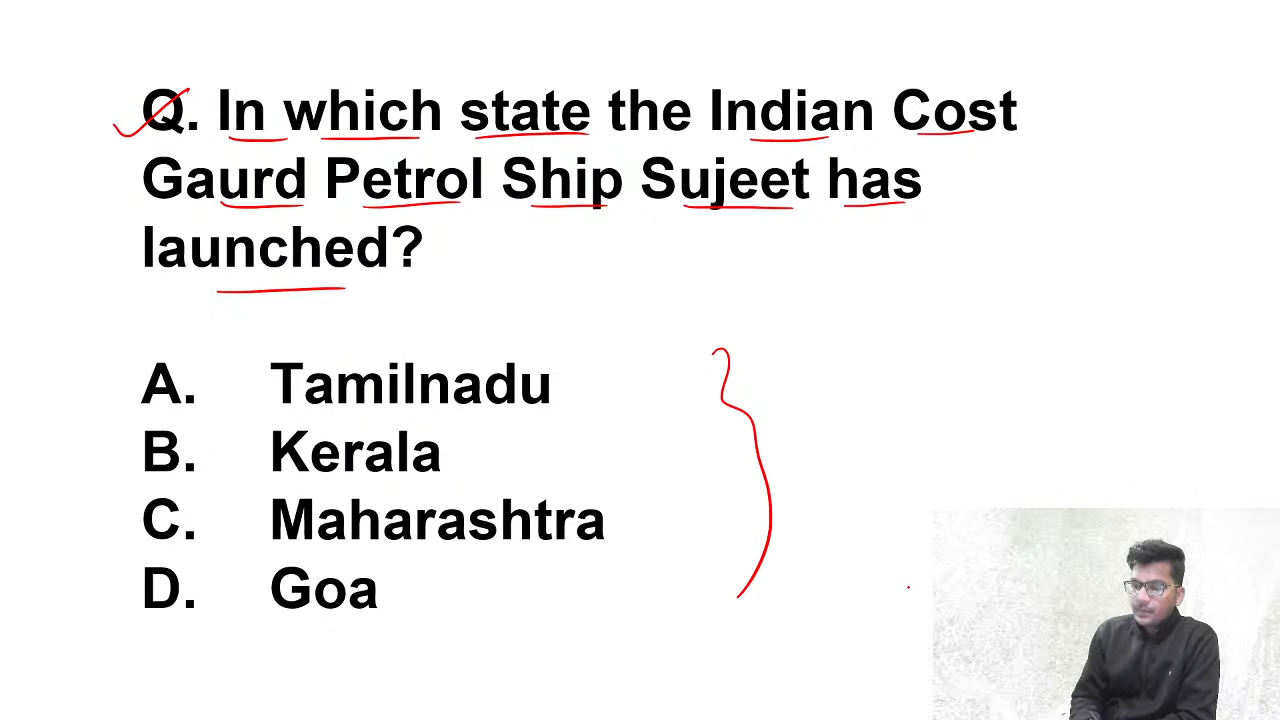 Q. In which state the Indian Cost
Gaurd Petrol Ship Sujeet has
launched?
A. Tamilnadu
B. Kerala
C. Maharashtra
D. Goa